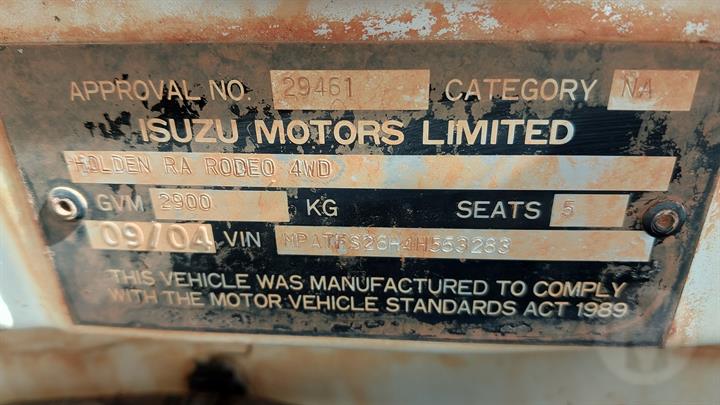 APPROVAL NO. 29461 CATEGORY NA
ISUZU MOTORS LIMITED
HOLDEN RA RODEO 4WD
GVM 2900 KG SEATS 5
09/04 VIN MPATFS26H4H563283
THIS VEHICLE WAS MANUFACTURED TO COMPLY
WITH THE MOTOR VEHICLE STANDARDS ACT 1989